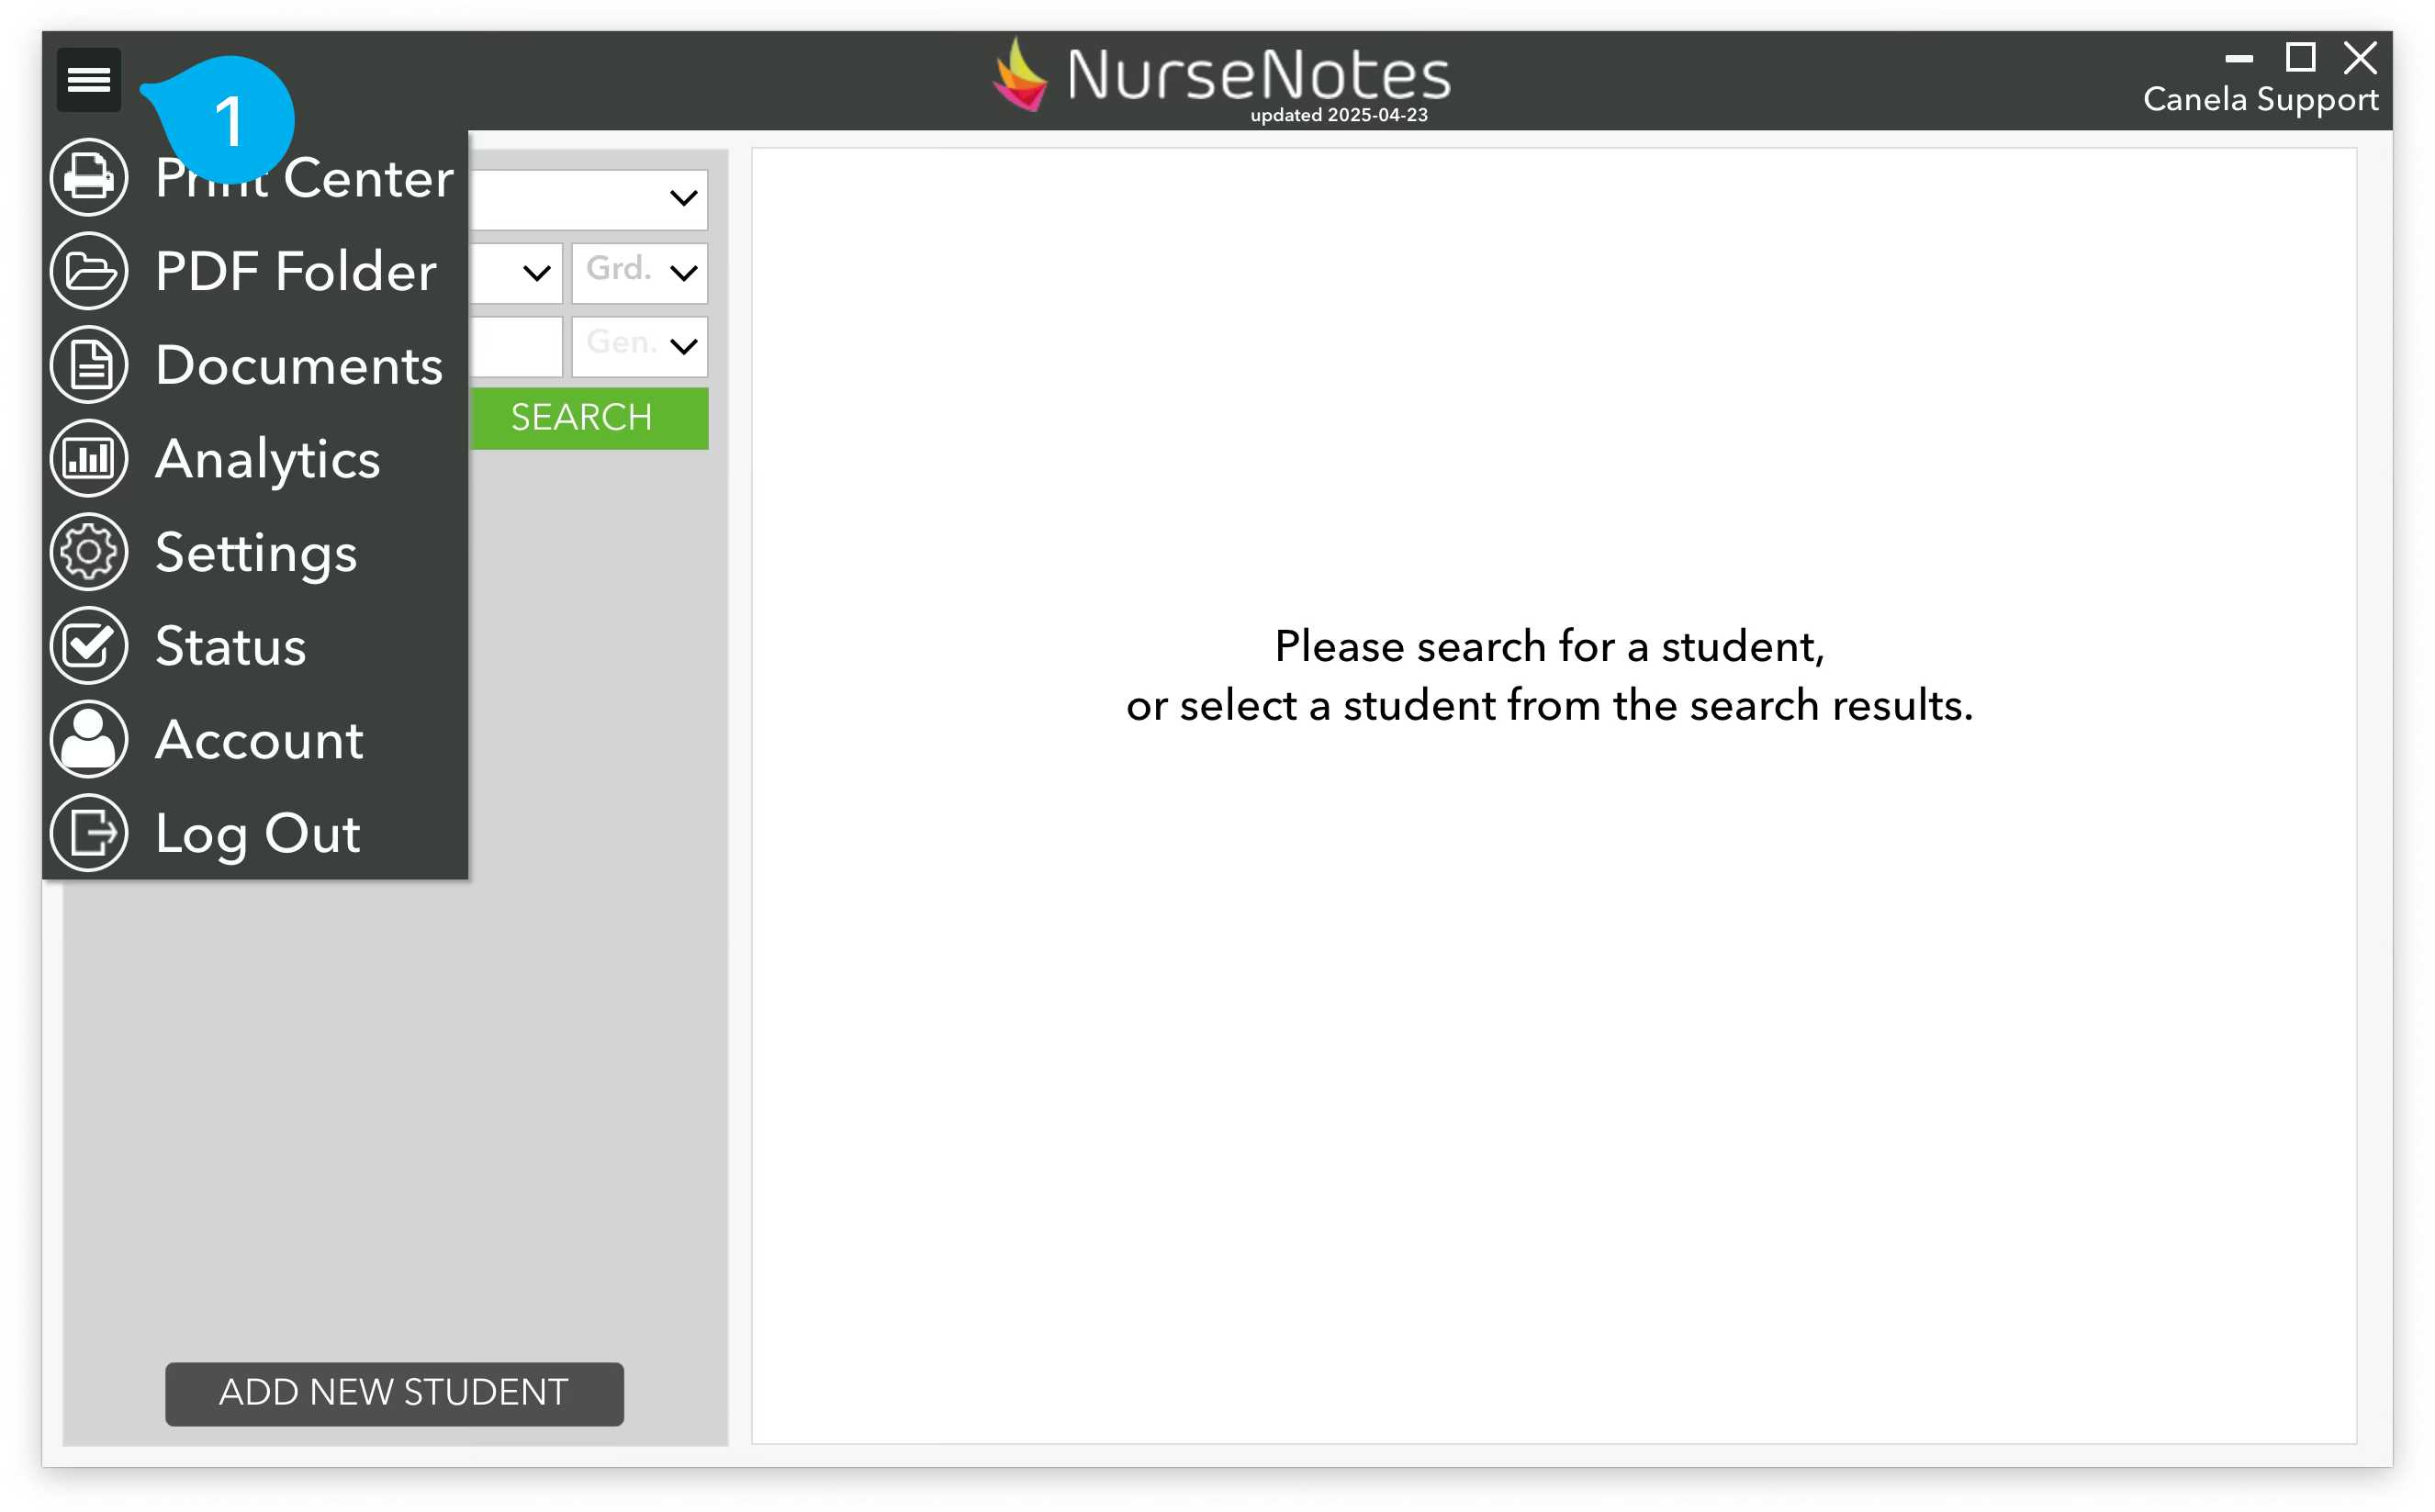 1
NurseNotes
updated 2025-04-23
Canela Support
Print Center
PDF Folder
Documents
Analytics
Settings
Status
Account
Log Out
Grd.
Gen.
SEARCH
Please search for a student,
or select a student from the search results.
ADD NEW STUDENT